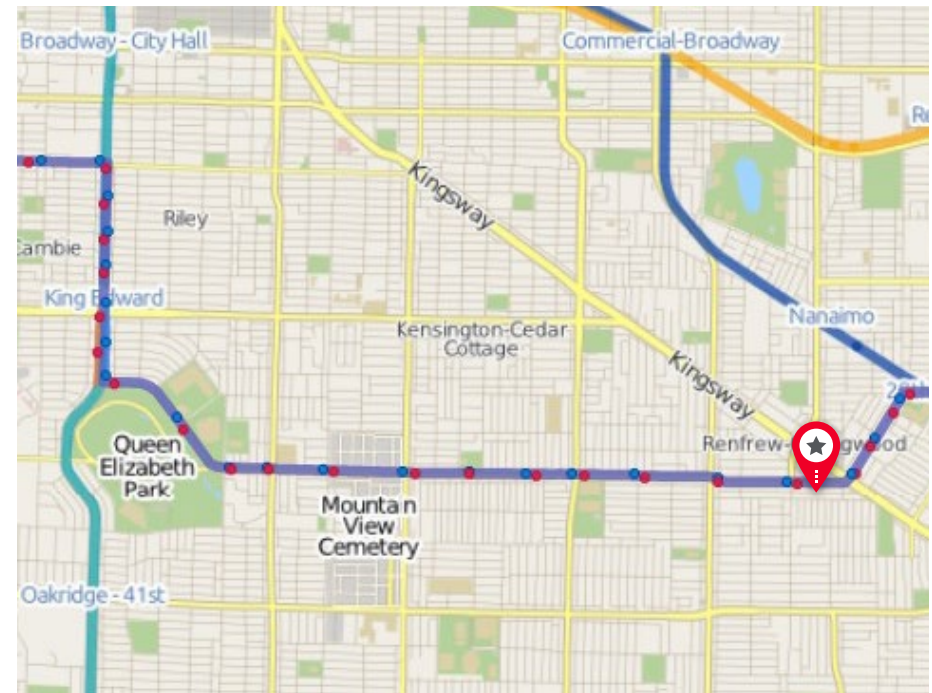 Broadway - City Hall
Commercial-Broadway
Kingsway
Riley
Cambie
King Edward
Nanaimo
Kensington-Cedar
Cottage
Kingsway
Queen
Elizabeth
Park
Mountain
View
Cemetery
Oakridge - 41st